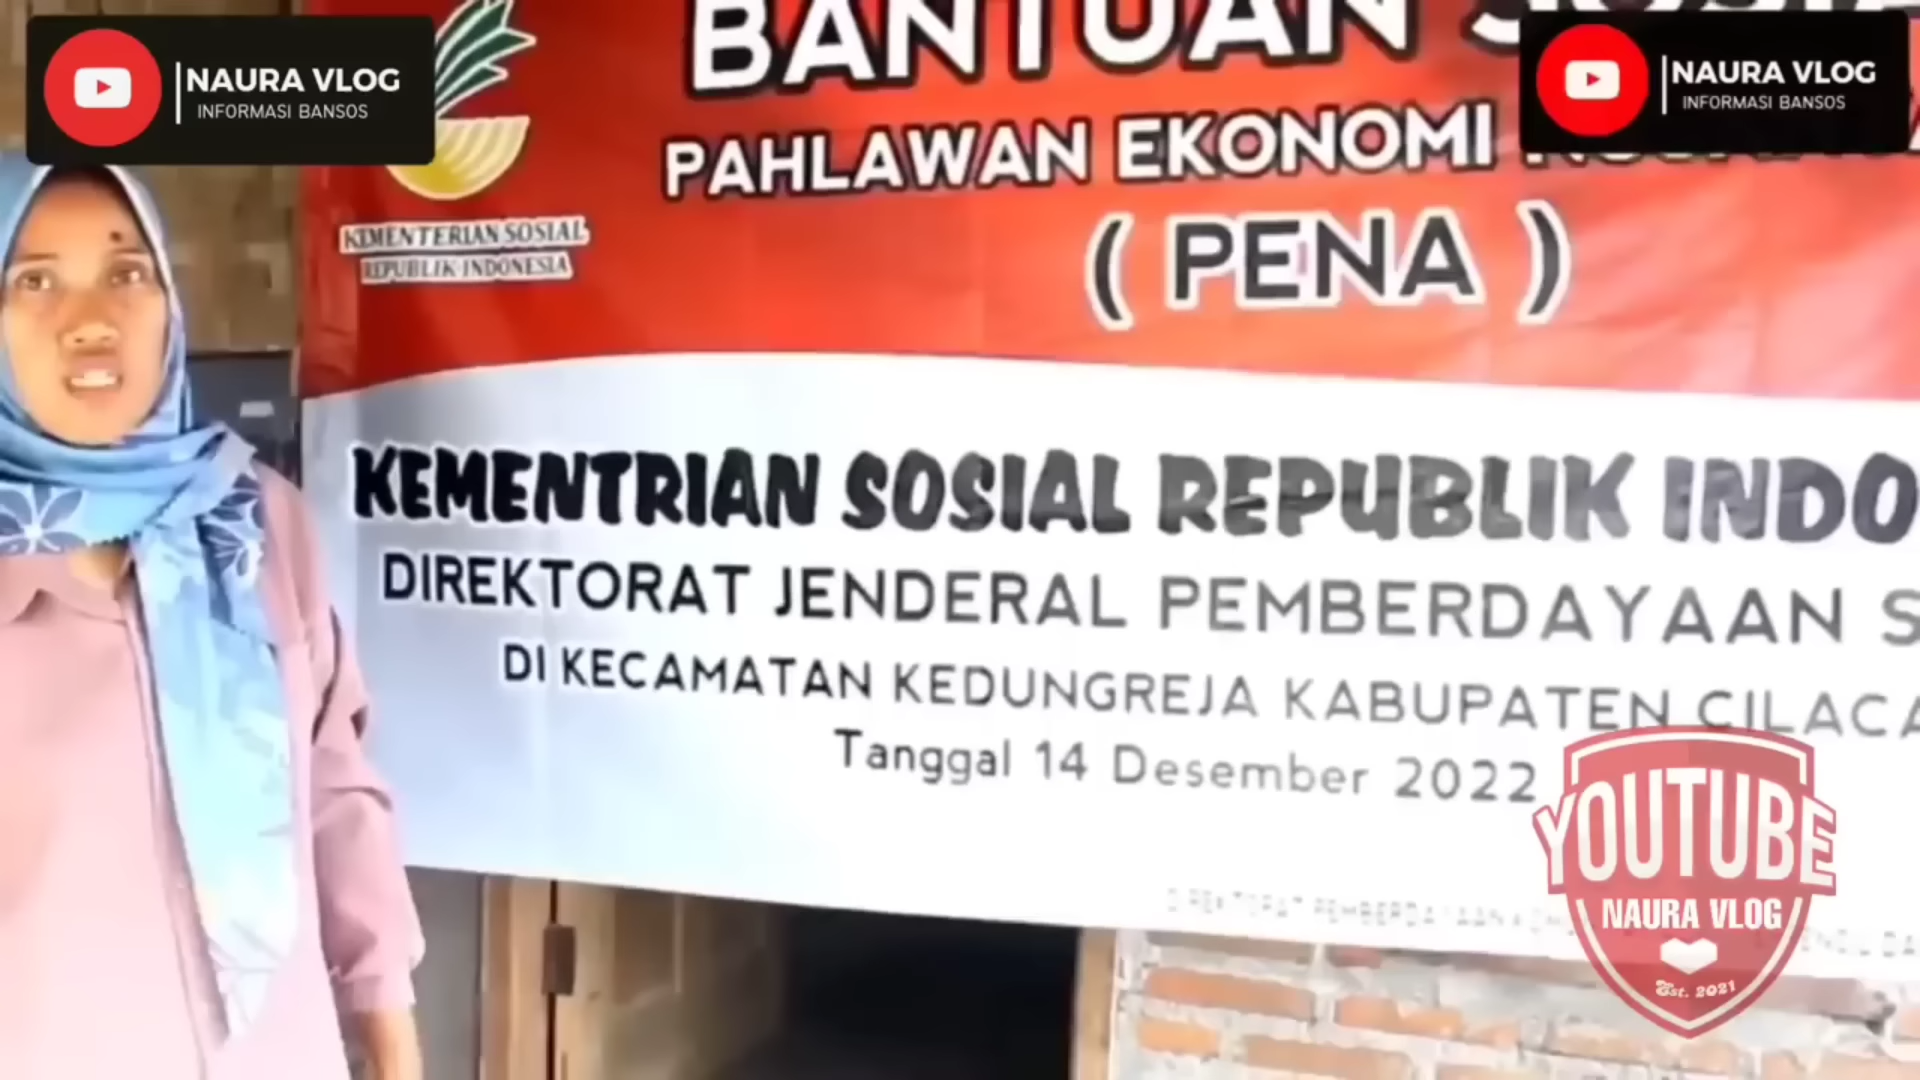 NAURA VLOG
INFORMASI BANSOS
NAURA VLOG
INFORMASI BANSOS
BANTUAN
PAHLAWAN EKONOMI
( PENA )
KEMENTERIAN SOSIAL
REPUBLIK INDONESIA
KEMENTRIAN SOSIAL REPUBLIK INDO
DIREKTORAT JENDERAL PEMBERDAYAAN S
DI KECAMATAN KEDUNGREJA KABUPATEN CILACA
Tanggal 14 Desember 2022
YOUTUBE
NAURA VLOG
Est. 2021